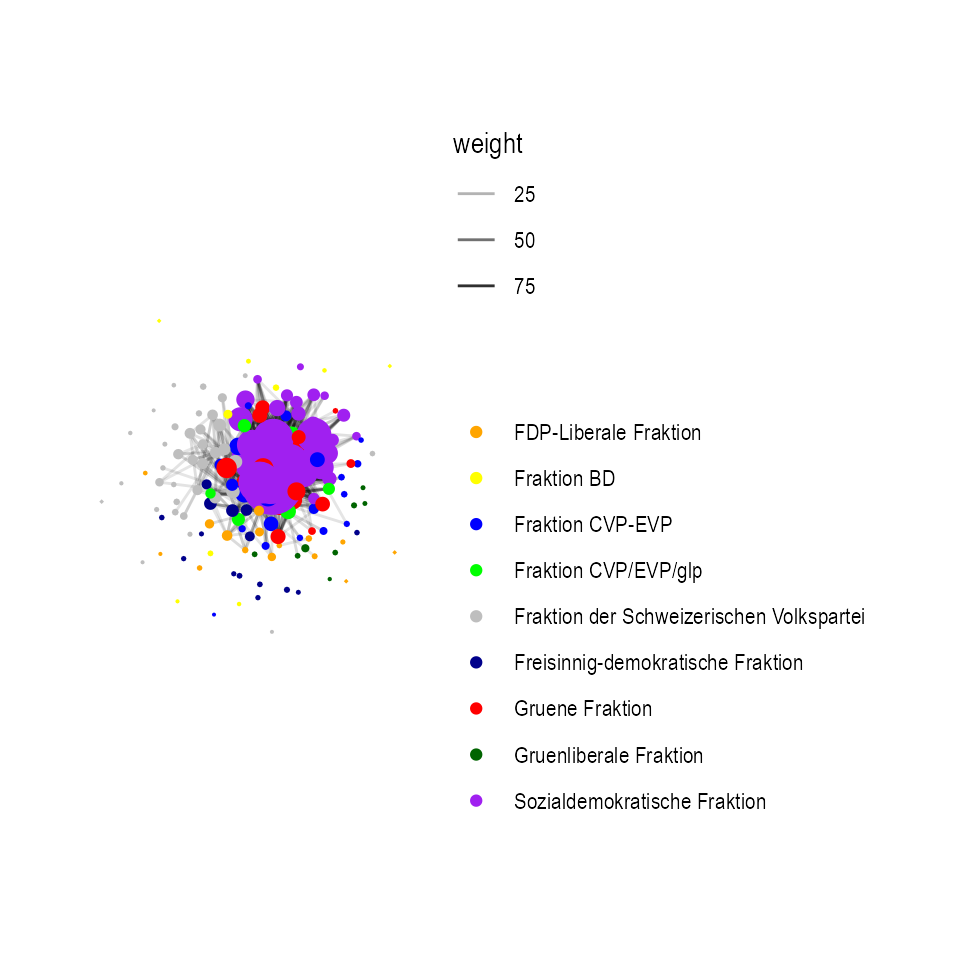 weight
25
50
75
FDP-Liberale Fraktion
Fraktion BD
Fraktion CVP-EVP
Fraktion CVP/EVP/glp
Fraktion der Schweizerischen Volkspartei
Freisinnig-demokratische Fraktion
Gruene Fraktion
Gruenliberale Fraktion
Sozialdemokratische Fraktion